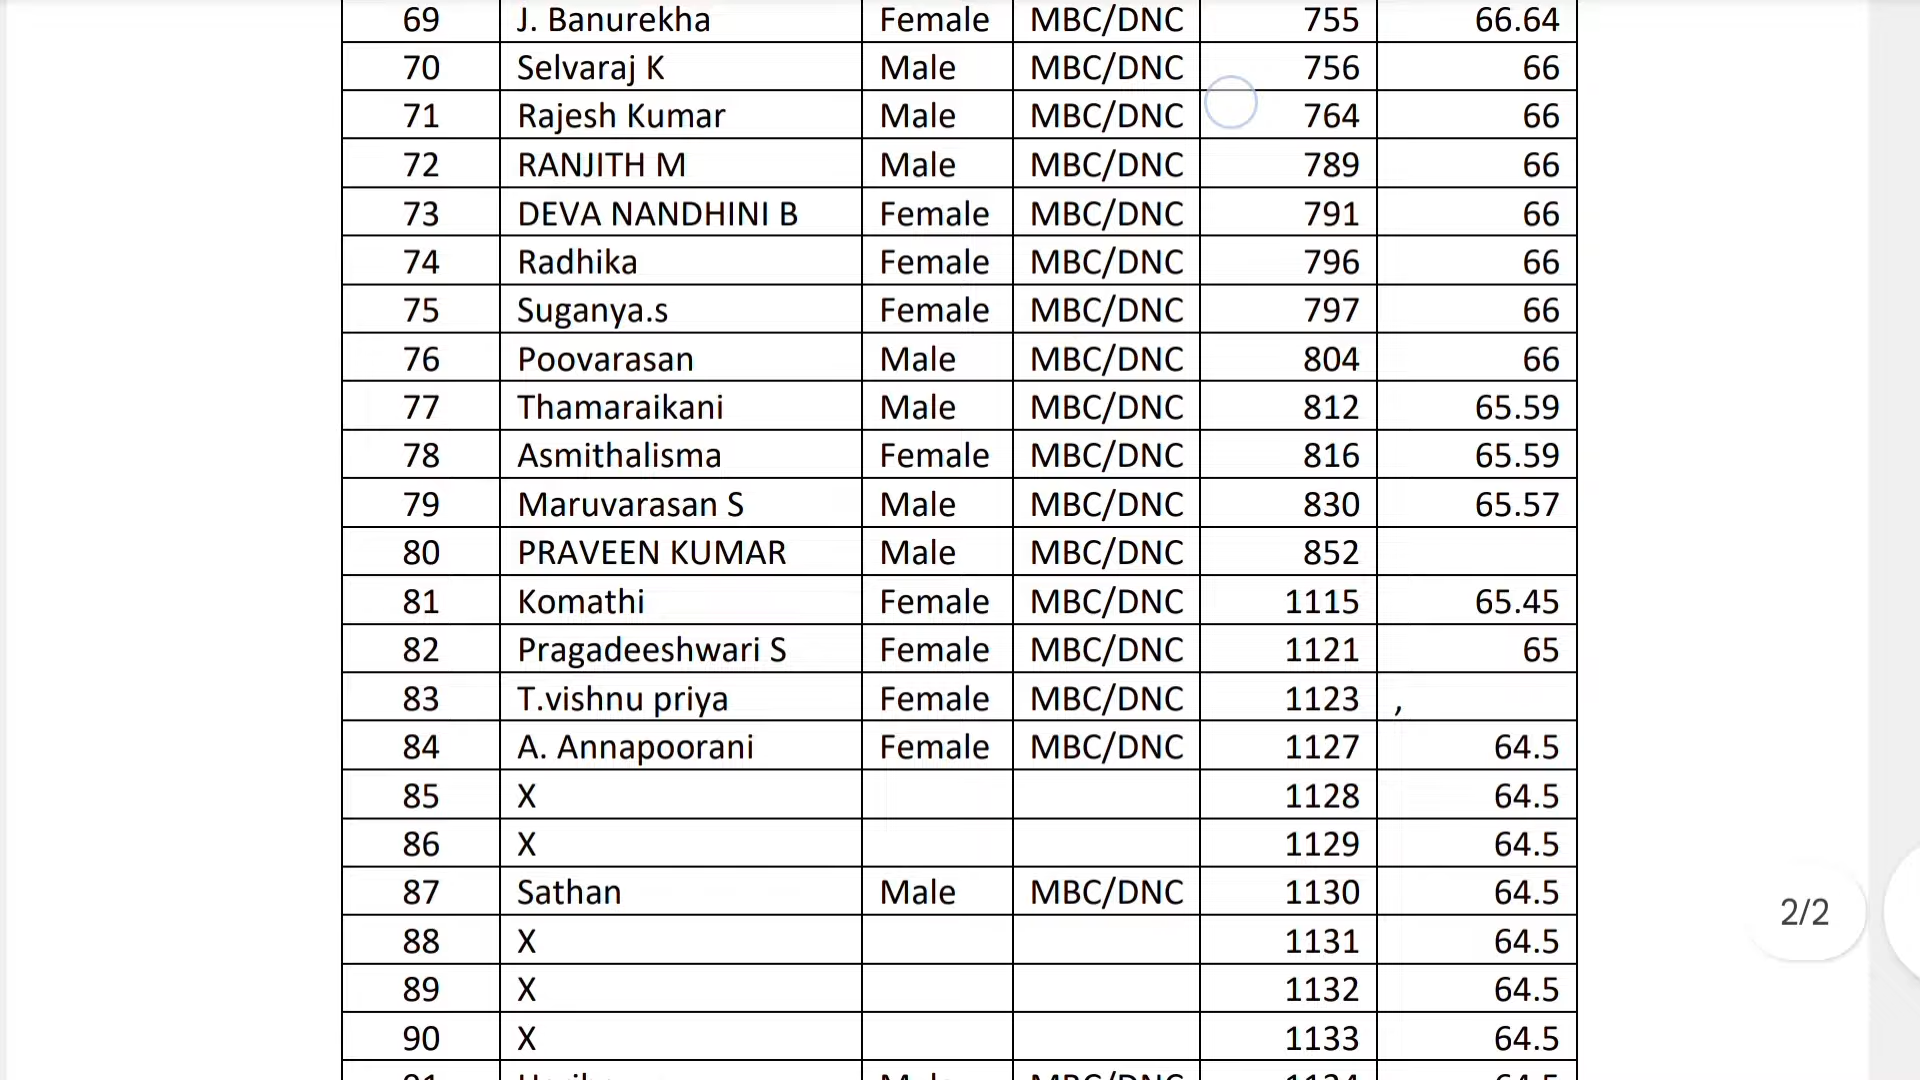 69 J. Banurekha Female MBC/DNC 755 66.64
70 Selvaraj K Male MBC/DNC 756 66
71 Rajesh Kumar Male MBC/DNC 764 66
72 RANJITH M Male MBC/DNC 789 66
73 DEVA NANDHINI B Female MBC/DNC 791 66
74 Radhika Female MBC/DNC 796 66
75 Suganya.s Female MBC/DNC 797 66
76 Poovarasan Male MBC/DNC 804 66
77 Thamaraikani Male MBC/DNC 812 65.59
78 Asmithalisma Female MBC/DNC 816 65.59
79 Maruvarasan S Male MBC/DNC 830 65.57
80 PRAVEEN KUMAR Male MBC/DNC 852
81 Komathi Female MBC/DNC 1115 65.45
82 Pragadeeshwari S Female MBC/DNC 1121 65
83 T.vishnu priya Female MBC/DNC 1123 ,
84 A. Annapoorani Female MBC/DNC 1127 64.5
85 X 1128 64.5
86 X 1129 64.5
87 Sathan Male MBC/DNC 1130 64.5
88 X 1131 64.5
2/2
89 X 1132 64.5
90 X 1133 64.5